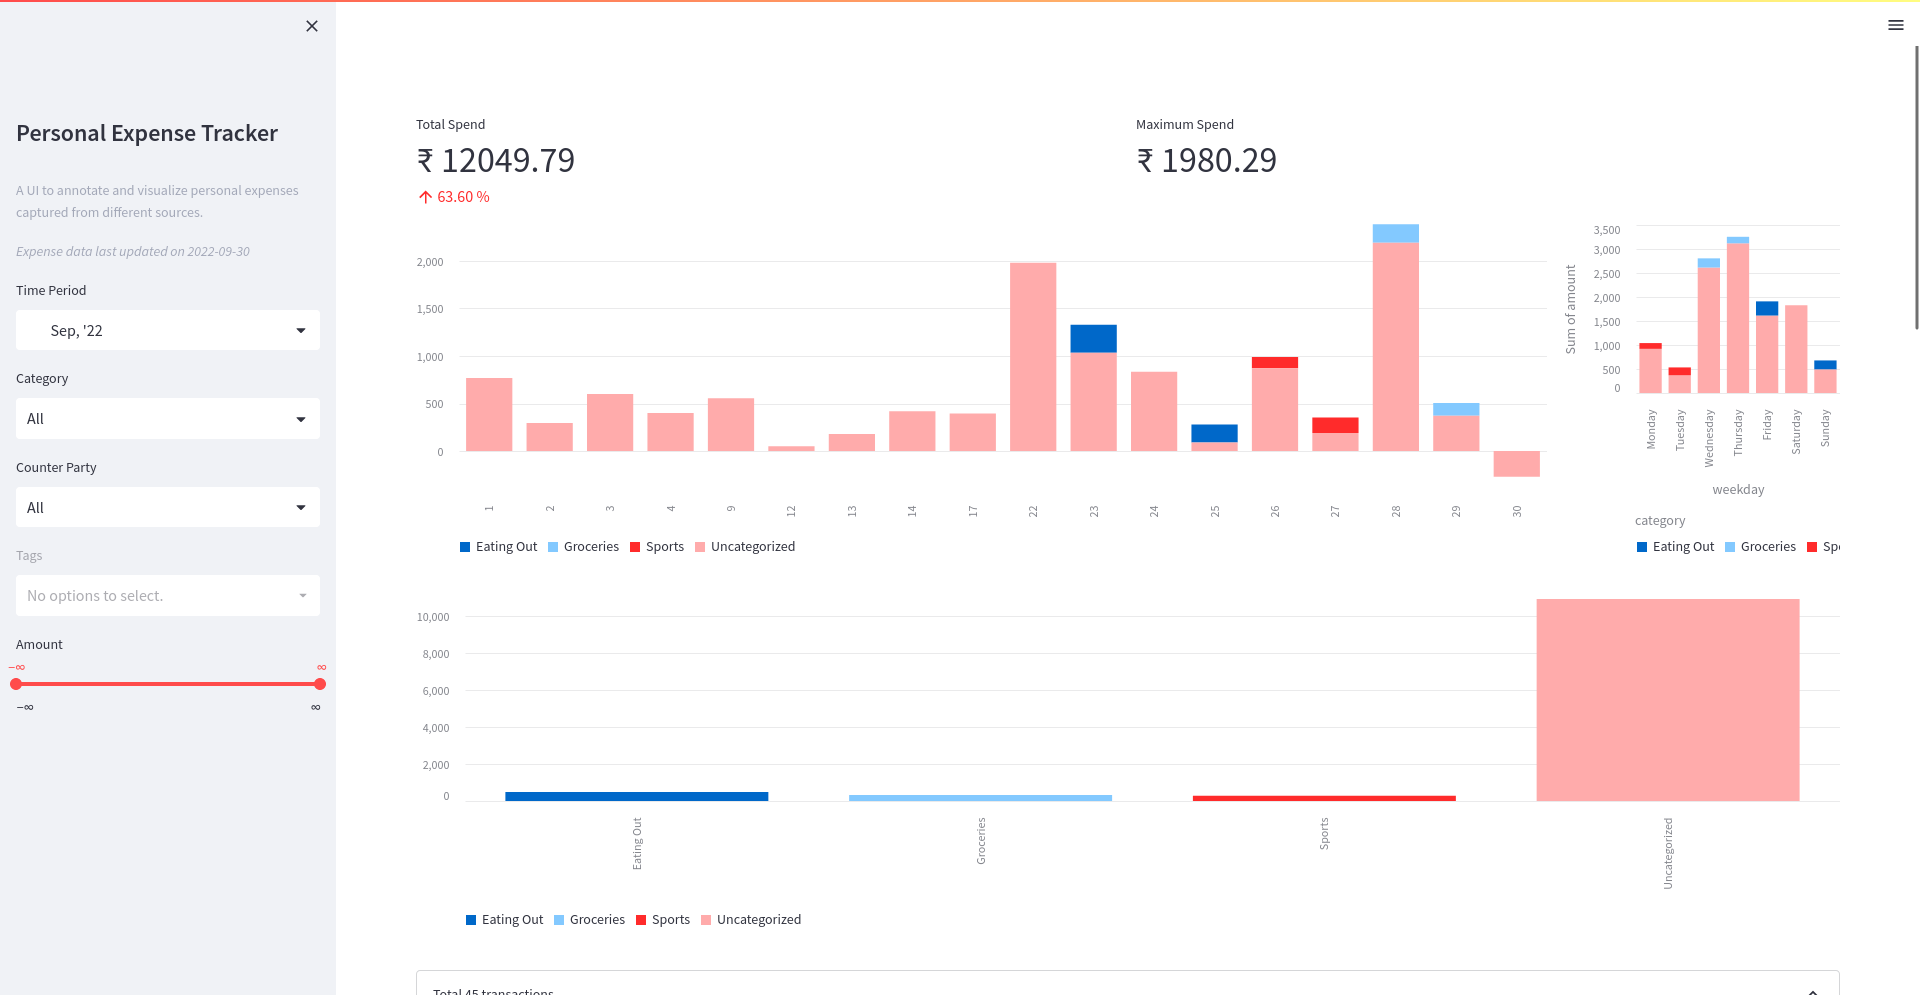 Personal Expense Tracker
A UI to annotate and visualize personal expenses
captured from different sources.
Expense data last updated on 2022-09-30
Time Period
Sep, '22
Category
All
Counter Party
All
Tags
No options to select.
Amount
−∞ ∞
−∞ ∞
Total Spend
₹ 12049.79
63.60 %
Maximum Spend
₹ 1980.29
2,000
1,500
1,000
500
0
1 2 3 4 9 12 13 14 17 22 23 24 25 26 27 28 29 30
Eating Out Groceries Sports Uncategorized
Sum of amount
3,500
3,000
2,500
2,000
1,500
1,000
500
0
Monday Tuesday Wednesday Thursday Friday Saturday Sunday
weekday
category
Eating Out Groceries Spo
10,000
8,000
6,000
4,000
2,000
0
Eating Out Groceries Sports Uncategorized
Eating Out Groceries Sports Uncategorized
Total 45 transactions